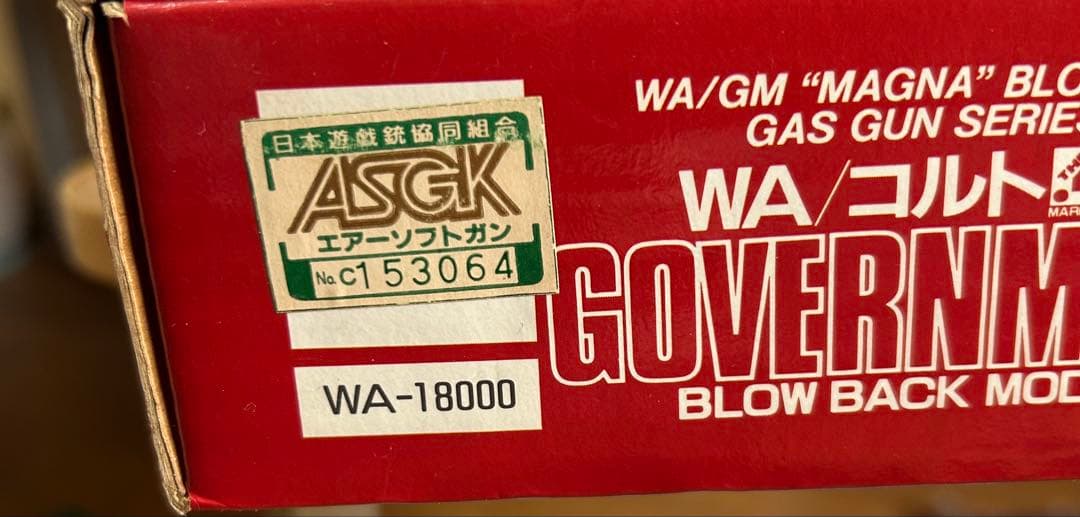 日本遊戯銃協同組合
ASGK
エアーソフトガン
No. C153064
WA-18000
WA/GM “MAGNA” BLO
GAS GUN SERIES
WA/コルト
GOVERNM
BLOW BACK MOD